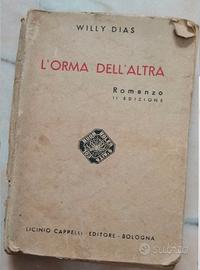 WILLY DIAS
L'ORMA DELL'ALTRA
Romanzo
II EDIZIONE
LICINIO CAPPELLI - EDITORE - BOLOGNA
subito